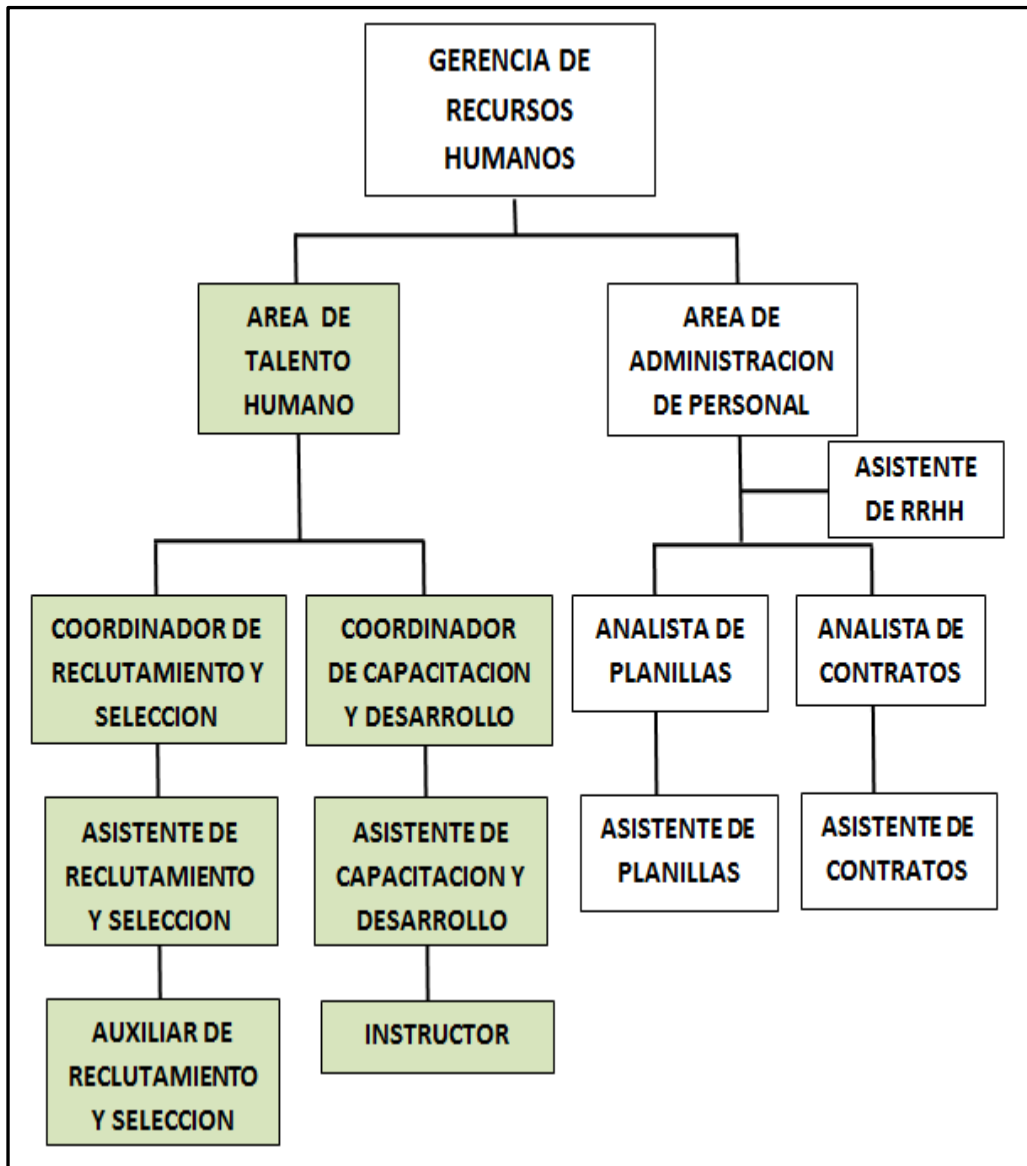 GERENCIA DE
RECURSOS
HUMANOS
AREA DE
TALENTO
HUMANO
AREA DE
ADMINISTRACION
DE PERSONAL
ASISTENTE
DE RRHH
COORDINADOR DE
RECLUTAMIENTO Y
SELECCION
COORDINADOR
DE CAPACITACION
Y DESARROLLO
ANALISTA DE
PLANILLAS
ANALISTA DE
CONTRATOS
ASISTENTE DE
RECLUTAMIENTO
Y SELECCION
ASISTENTE DE
CAPACITACION Y
DESARROLLO
ASISTENTE DE
PLANILLAS
ASISTENTE DE
CONTRATOS
AUXILIAR DE
RECLUTAMIENTO
Y SELECCION
INSTRUCTOR